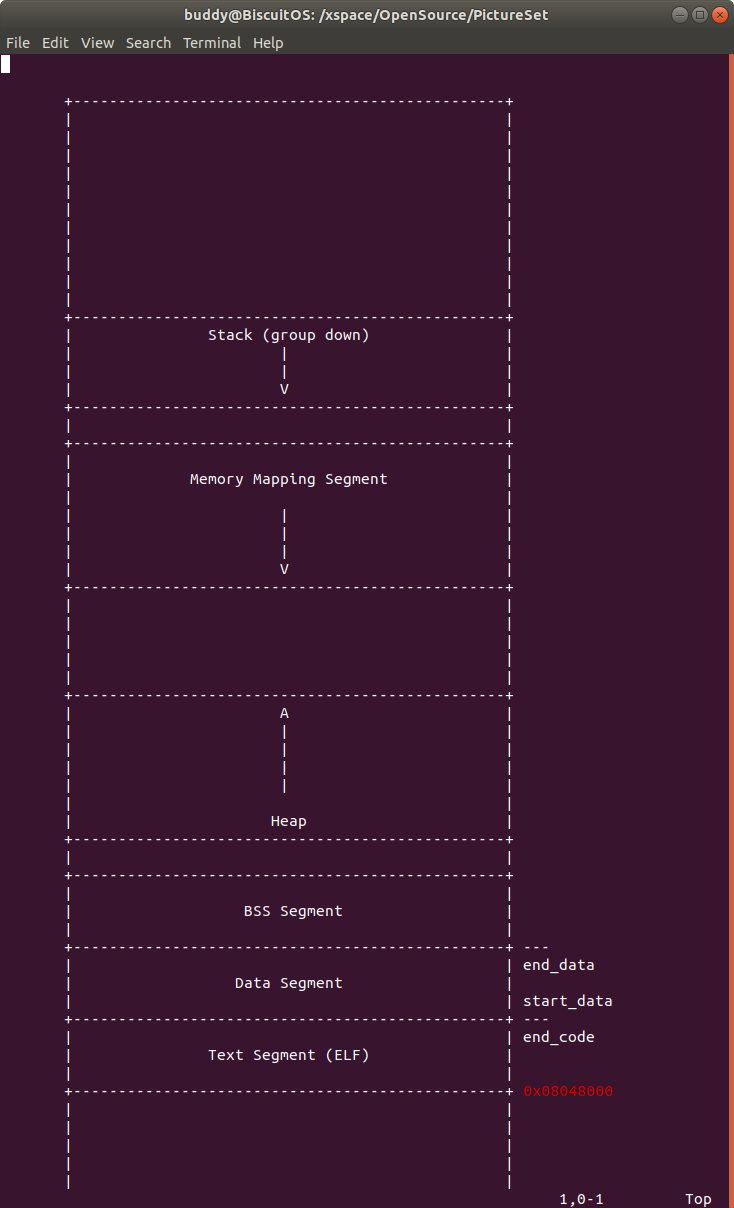 buddy@BiscuitOS: /xspace/OpenSource/PictureSet
File Edit View Search Terminal Help
Stack (group down)
V
Memory Mapping Segment
V
A
Heap
BSS Segment
---
end_data
Data Segment
start_data
---
end_code
Text Segment (ELF)
0x08048000
1,0-1 Top